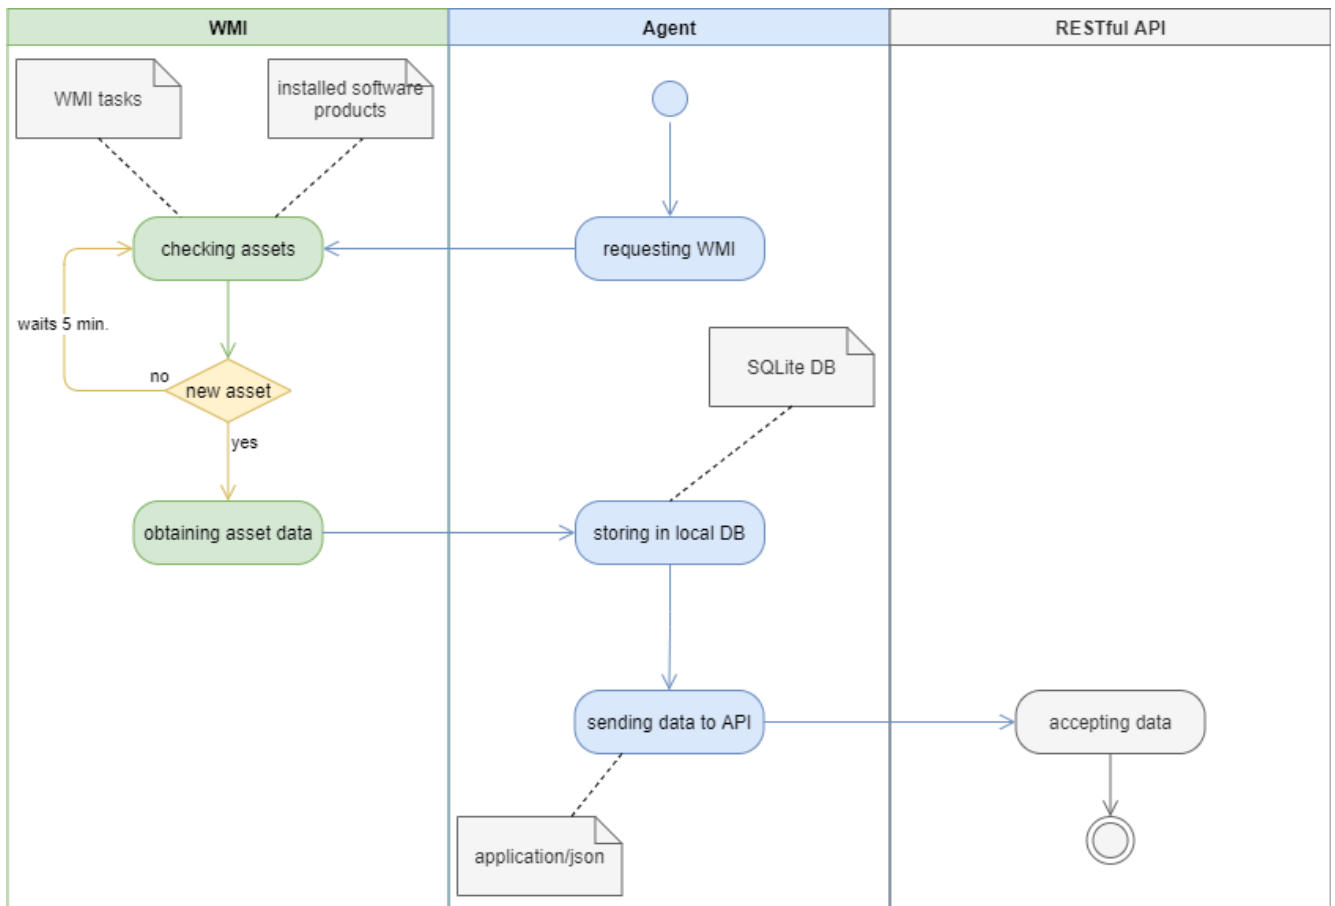 WMI
Agent
RESTful API
WMI tasks
installed software
products
checking assets
requesting WMI
waits 5 min.
SQLite DB
no
new asset
yes
obtaining asset data
storing in local DB
sending data to API
accepting data
application/json